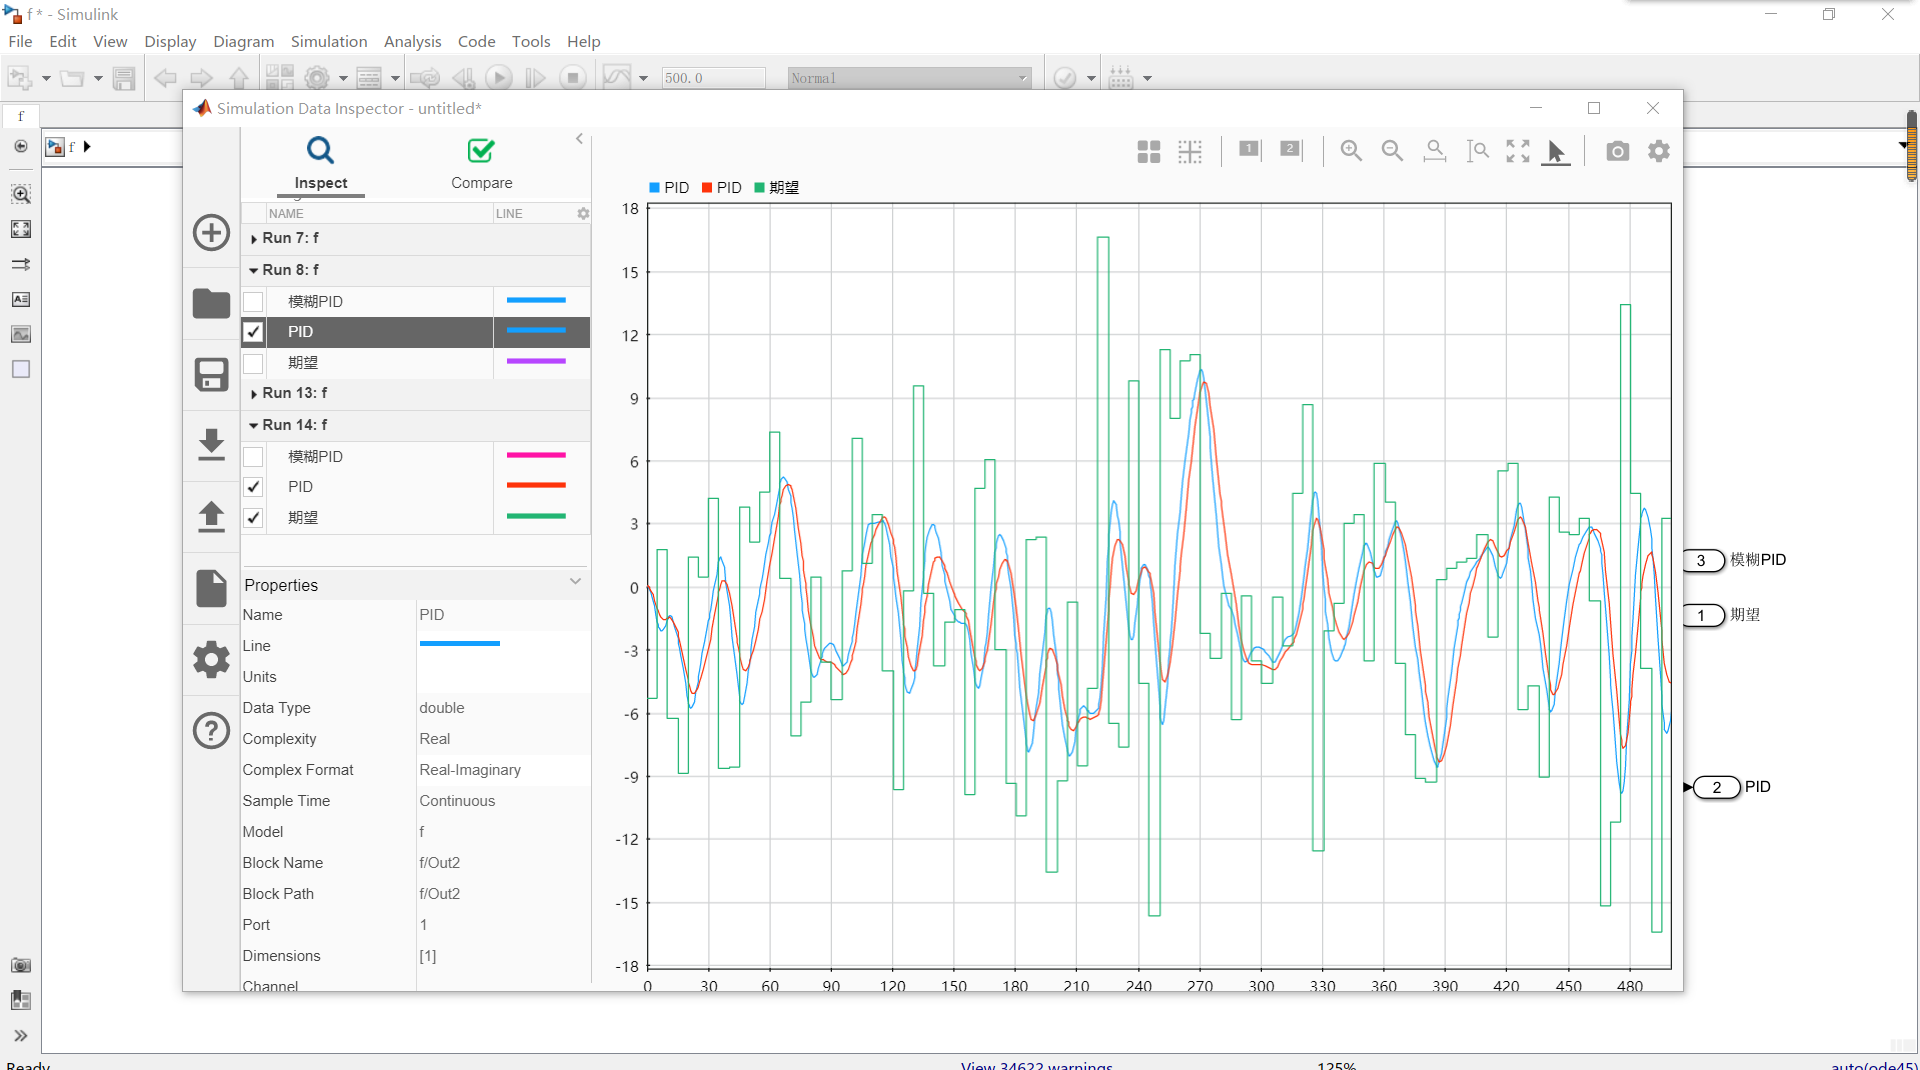 f * - Simulink
File Edit View Display Diagram Simulation Analysis Code Tools Help
500.0 Normal
f
f
Simulation Data Inspector - untitled*
Inspect Compare
NAME LINE
Run 7: f
Run 8: f
模糊PID
PID
期望
Run 13: f
Run 14: f
模糊PID
PID
期望
Properties
Name PID
Line
Units
Data Type double
Complexity Real
Complex Format Real-Imaginary
Sample Time Continuous
Model f
Block Name f/Out2
Block Path f/Out2
Port 1
Dimensions [1]
Channel
1 2
PID PID 期望
18
15
12
9
6
3
0
-3
-6
-9
-12
-15
-18
0 30 60 90 120 150 180 210 240 270 300 330 360 390 420 450 480
3 模糊PID
1 期望
2 PID
Ready View 34622 warnings 125% auto(ode45)